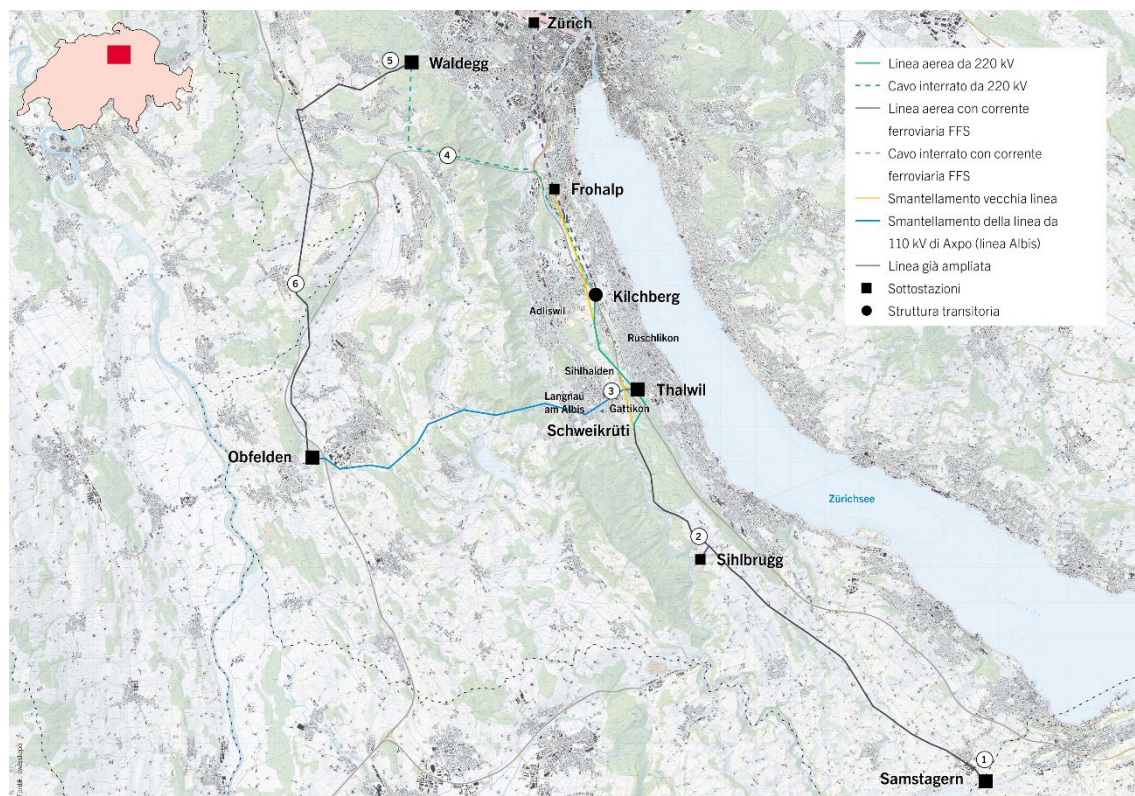 Zürich
5
Waldegg
4
Frohalp
6
Kilchberg
Adliswil
Rüschlikon
Sihlhalden
3
Thalwil
Langnau
am Albis
Gattikon
Schweikrüti
Obfelden
Zürichsee
2
Sihlbrugg
1
Samstagern
Linea aerea da 220 kV
Cavo interrato da 220 kV
Linea aerea con corrente
ferroviaria FFS
Cavo interrato con corrente
ferroviaria FFS
Smantellamento vecchia linea
Smantellamento della linea da
110 kV di Axpo (linea Albis)
Linea già ampliata
Sottostazioni
Struttura transitoria